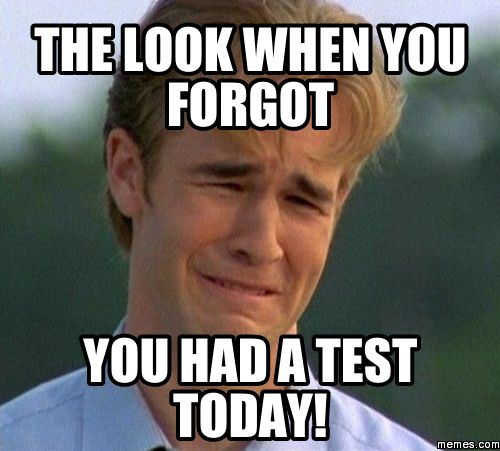 THE LOOK WHEN YOU
FORGOT
YOU HAD A TEST
TODAY!
memes.com